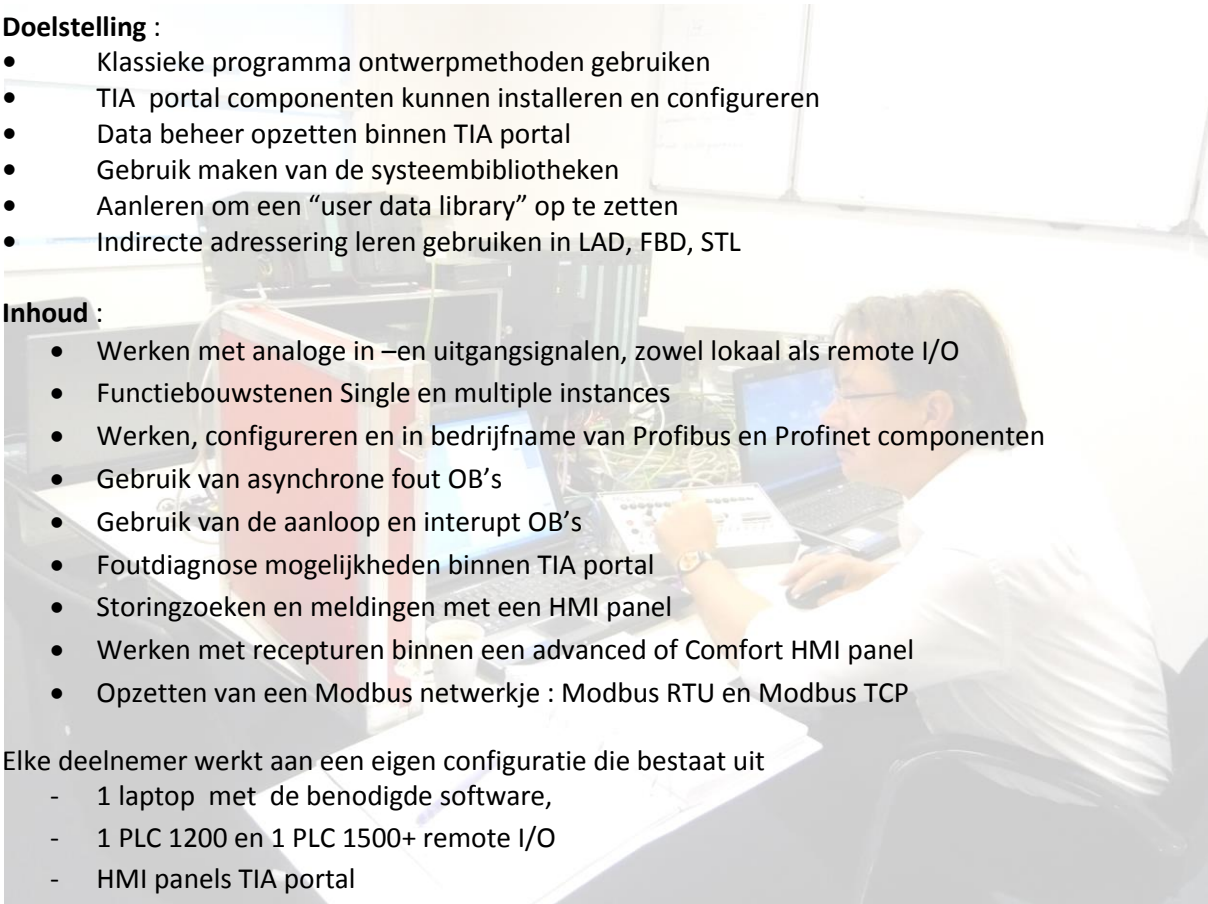 Doelstelling :
• Klassieke programma ontwerpmethoden gebruiken
• TIA  portal componenten kunnen installeren en configureren
• Data beheer opzetten binnen TIA portal
• Gebruik maken van de systeembibliotheken
• Aanleren om een “user data library” op te zetten
• Indirecte adressering leren gebruiken in LAD, FBD, STL
Inhoud :
• Werken met analoge in –en uitgangsignalen, zowel lokaal als remote I/O
• Functiebouwstenen Single en multiple instances
• Werken, configureren en in bedrijfname van Profibus en Profinet componenten
• Gebruik van asynchrone fout OB’s
• Gebruik van de aanloop en interupt OB’s
• Foutdiagnose mogelijkheden binnen TIA portal
• Storingzoeken en meldingen met een HMI panel
• Werken met recepturen binnen een advanced of Comfort HMI panel
• Opzetten van een Modbus netwerkje : Modbus RTU en Modbus TCP
Elke deelnemer werkt aan een eigen configuratie die bestaat uit
- 1 laptop  met  de benodigde software,
- 1 PLC 1200 en 1 PLC 1500+ remote I/O
- HMI panels TIA portal